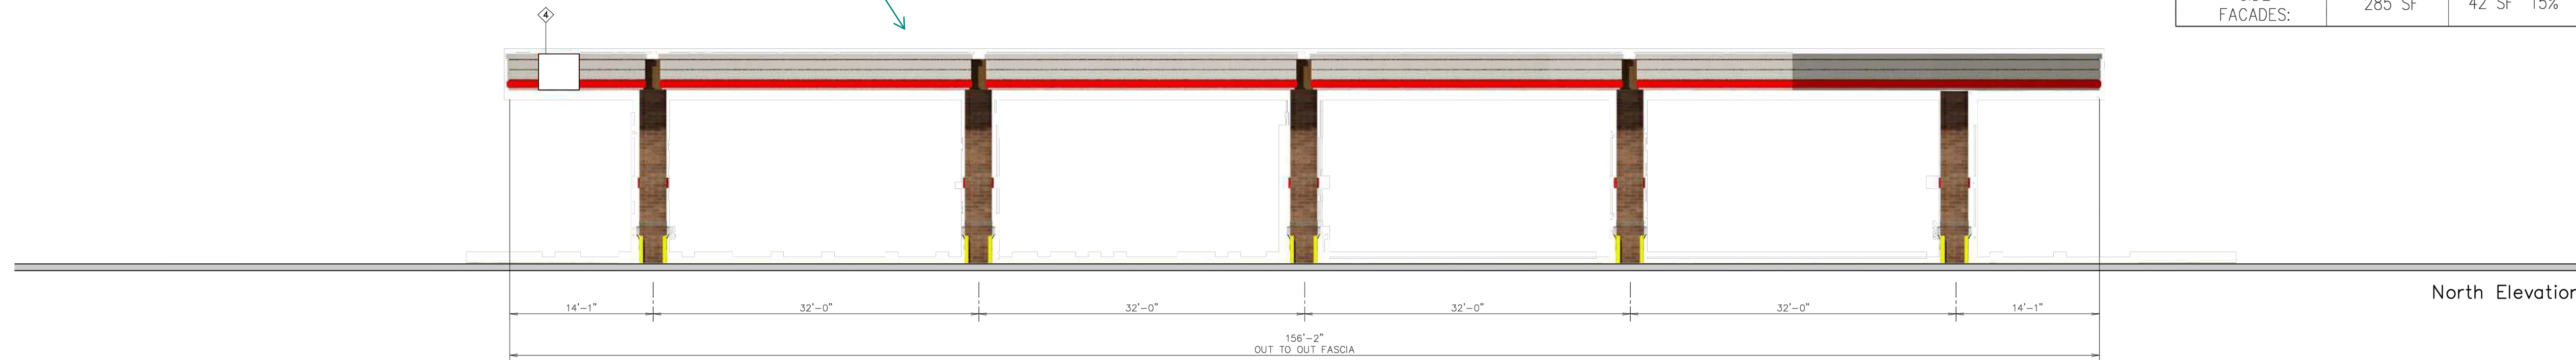 4
285 SF
42 SF 15%
FACADES:
North Elevation
14'-1"
32'-0"
32'-0"
32'-0"
32'-0"
14'-1"
156'-2"
OUT TO OUT FASCIA